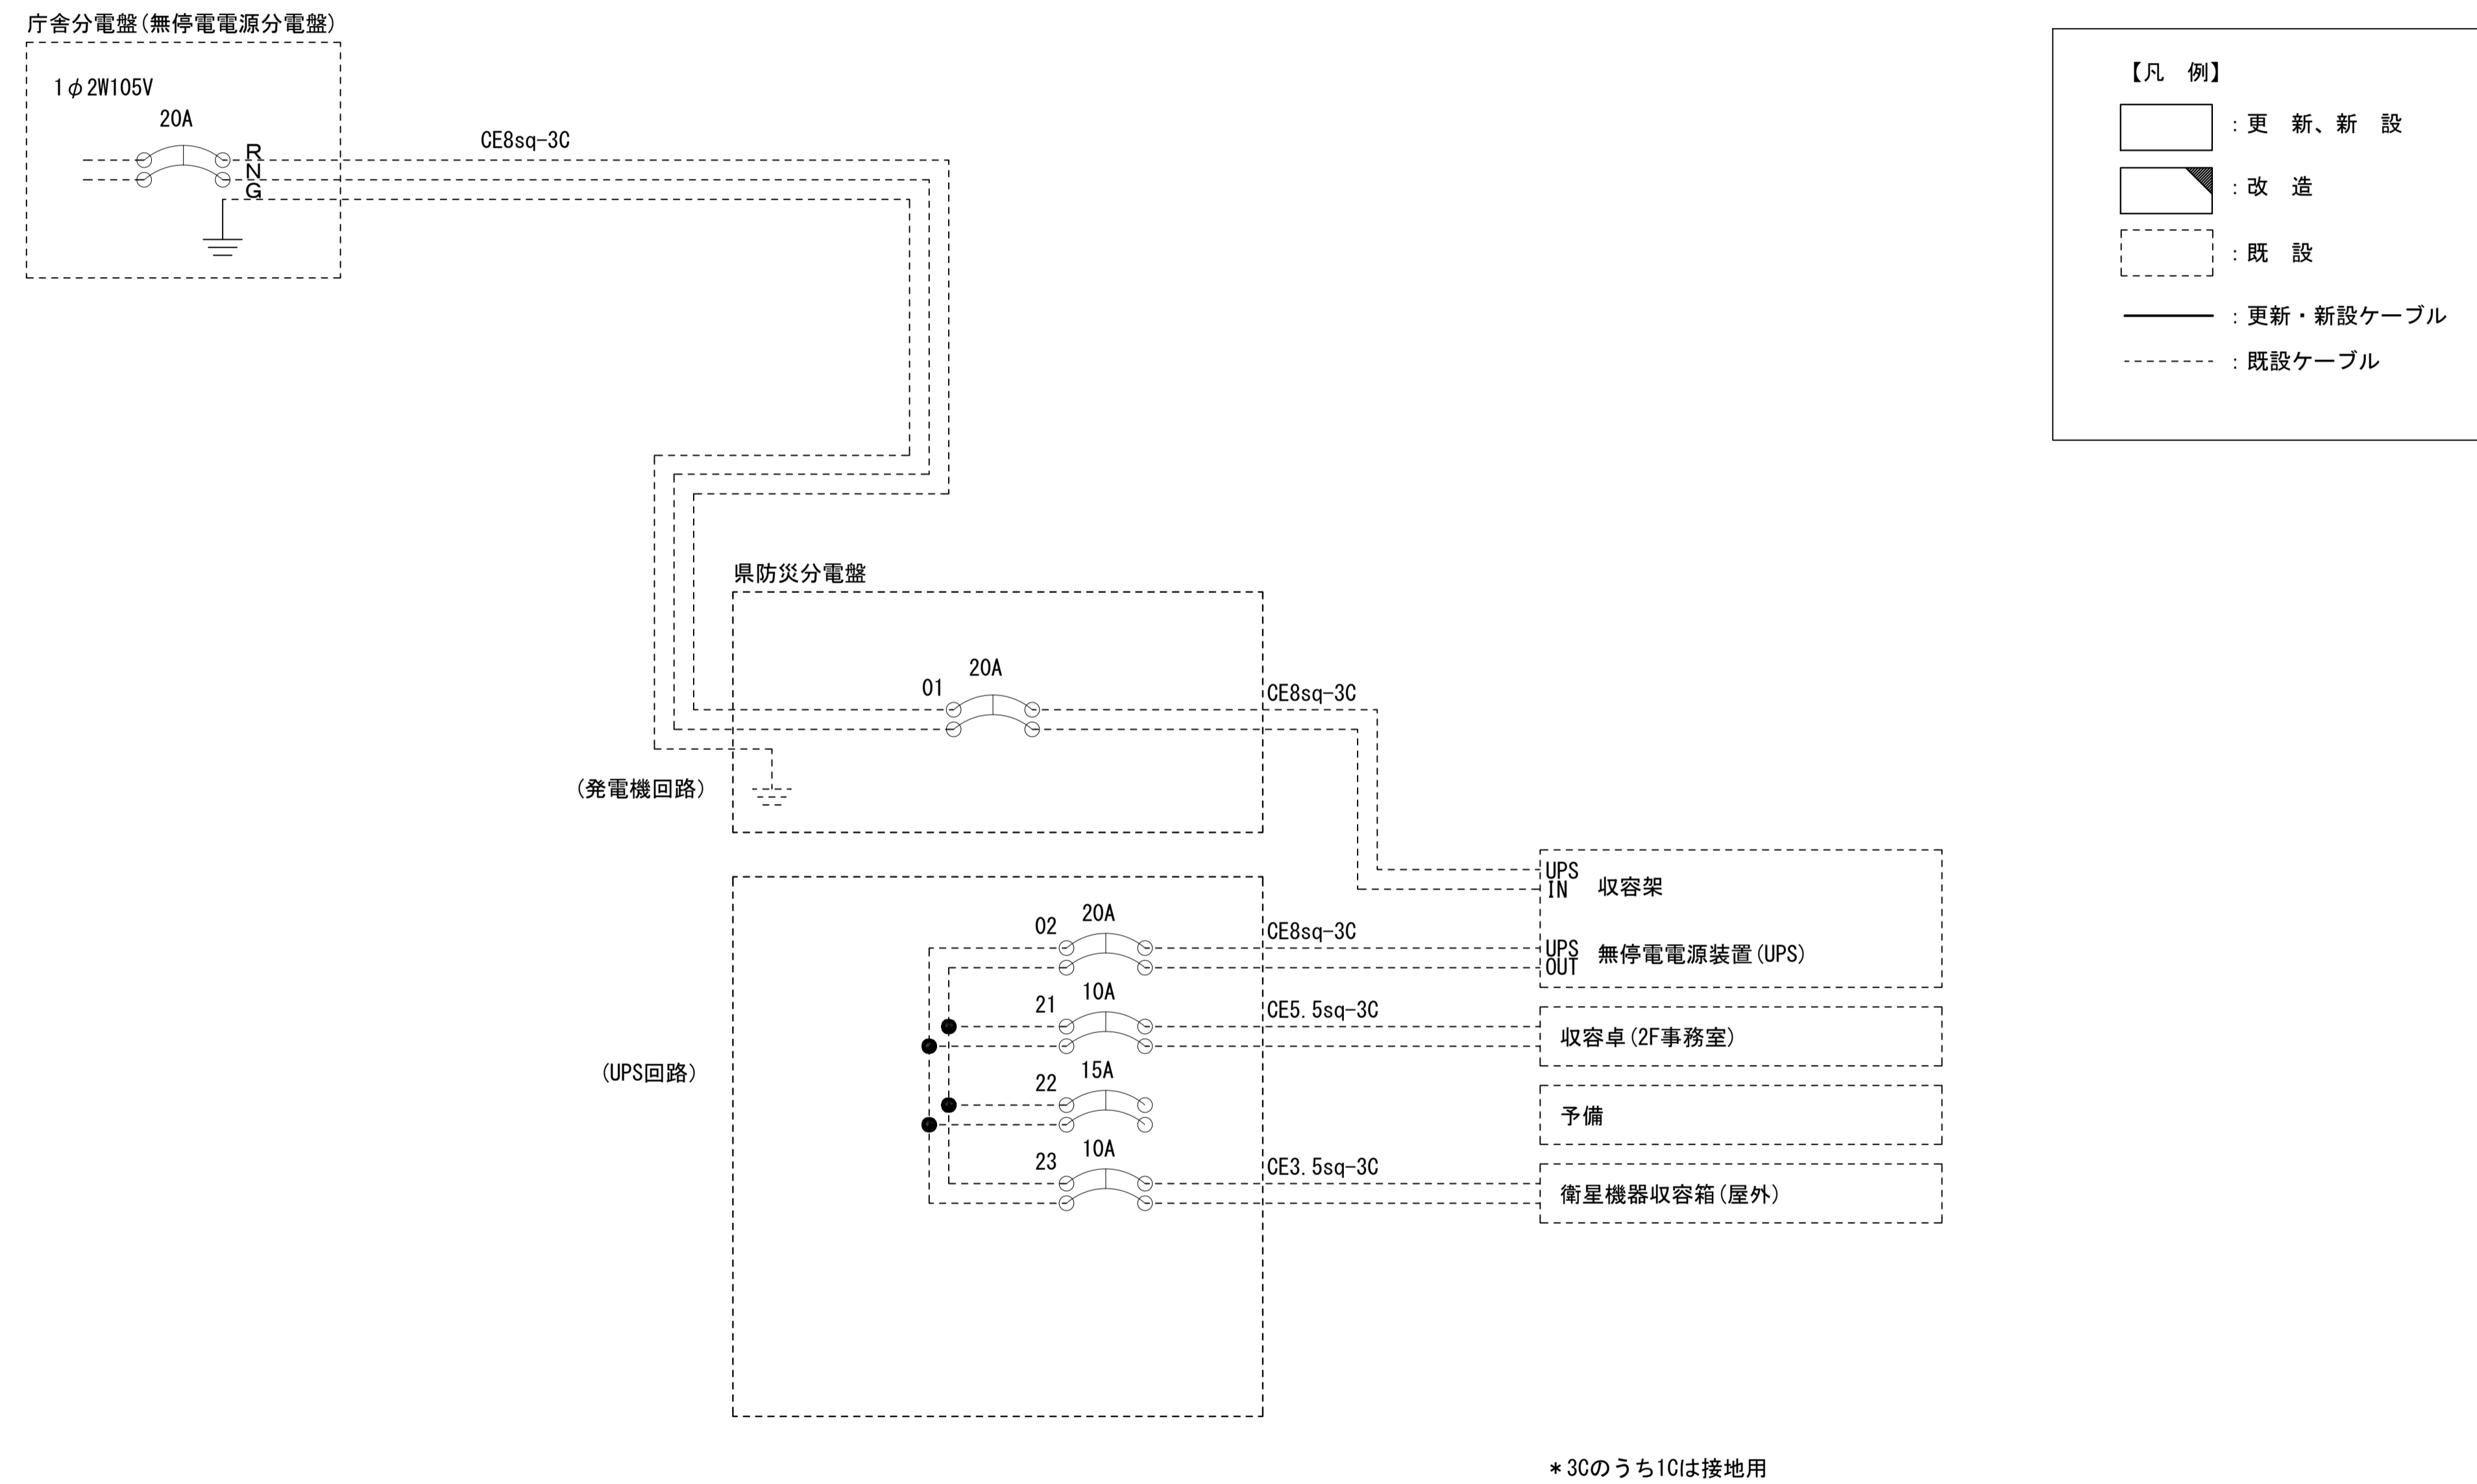 庁舎分電盤(無停電電源分電盤)
1φ2W105V
20A
R
N
G
CE8sq-3C
【凡　例】
：更　新、新　設
：改　造
：既　設
：更新・新設ケーブル
：既設ケーブル
県防災分電盤
20A
01
CE8sq-3C
(発電機回路)
UPS
IN
収容架
02
20A
CE8sq-3C
UPS
OUT
無停電電源装置(UPS)
21
10A
CE5.5sq-3C
収容卓(2F事務室)
(UPS回路)
22
15A
予備
23
10A
CE3.5sq-3C
衛星機器収容箱(屋外)
＊3Cのうち1Cは接地用